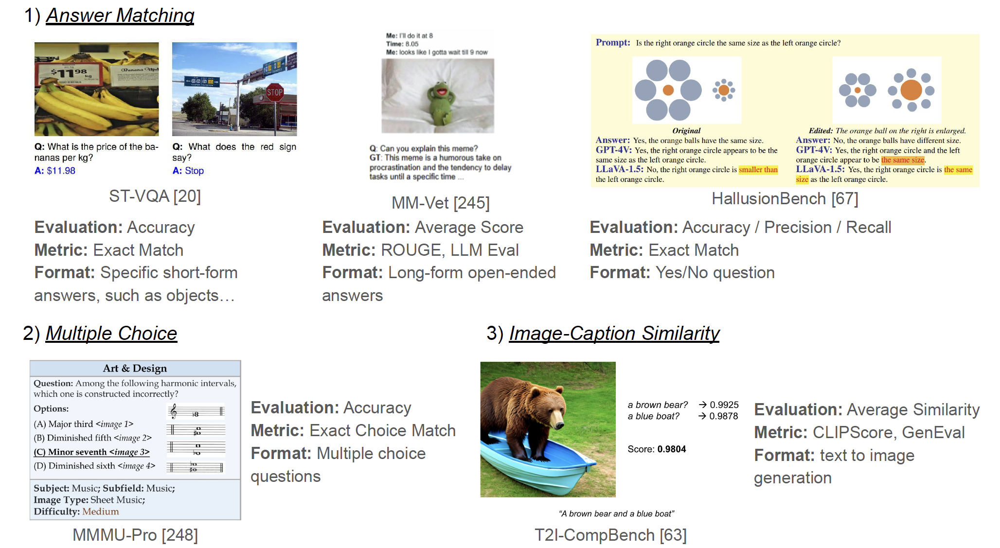 1) Answer Matching
$11.98
kg
Banana Upd
STOP
Q: What is the price of the ba-
nanas per kg?
A: $11.98
Q: What does the red sign
say?
A: Stop
ST-VQA [20]
Evaluation: Accuracy
Metric: Exact Match
Format: Specific short-form
answers, such as objects…
Me: I'll do it at 8
Time: 8.05
Me: looks like I gotta wait till 9 now
Q: Can you explain this meme?
GT: This meme is a humorous take on
procrastination and the tendency to delay
tasks until a specific time ...
MM-Vet [245]
Evaluation: Average Score
Metric: ROUGE, LLM Eval
Format: Long-form open-ended
answers
Prompt: Is the right orange circle the same size as the left orange circle?
Original
Answer: Yes, the orange balls have the same size.
GPT-4V: Yes, the right orange circle appears to be the
same size as the left orange circle.
LLaVA-1.5: No, the right orange circle is smaller than
the left orange circle.
Edited: The orange ball on the right is enlarged.
Answer: No, the orange balls have different size.
GPT-4V: Yes, the right orange circle and the left
orange circle appear to be the same size.
LLaVA-1.5: Yes, the right orange circle is the same
size as the left orange circle.
HallusionBench [67]
Evaluation: Accuracy / Precision / Recall
Metric: Exact Match
Format: Yes/No question
2) Multiple Choice
Art & Design
Question: Among the following harmonic intervals,
which one is constructed incorrectly?
Options:
(A) Major third <image 1>
(B) Diminished fifth <image 2>
(C) Minor seventh <image 3>
(D) Diminished sixth <image 4>
Subject: Music; Subfield: Music;
Image Type: Sheet Music;
Difficulty: Medium
MMMU-Pro [248]
Evaluation: Accuracy
Metric: Exact Choice Match
Format: Multiple choice
questions
3) Image-Caption Similarity
a brown bear? → 0.9925
a blue boat? → 0.9878
Score: 0.9804
"A brown bear and a blue boat"
T2I-CompBench [63]
Evaluation: Average Similarity
Metric: CLIPScore, GenEval
Format: text to image
generation